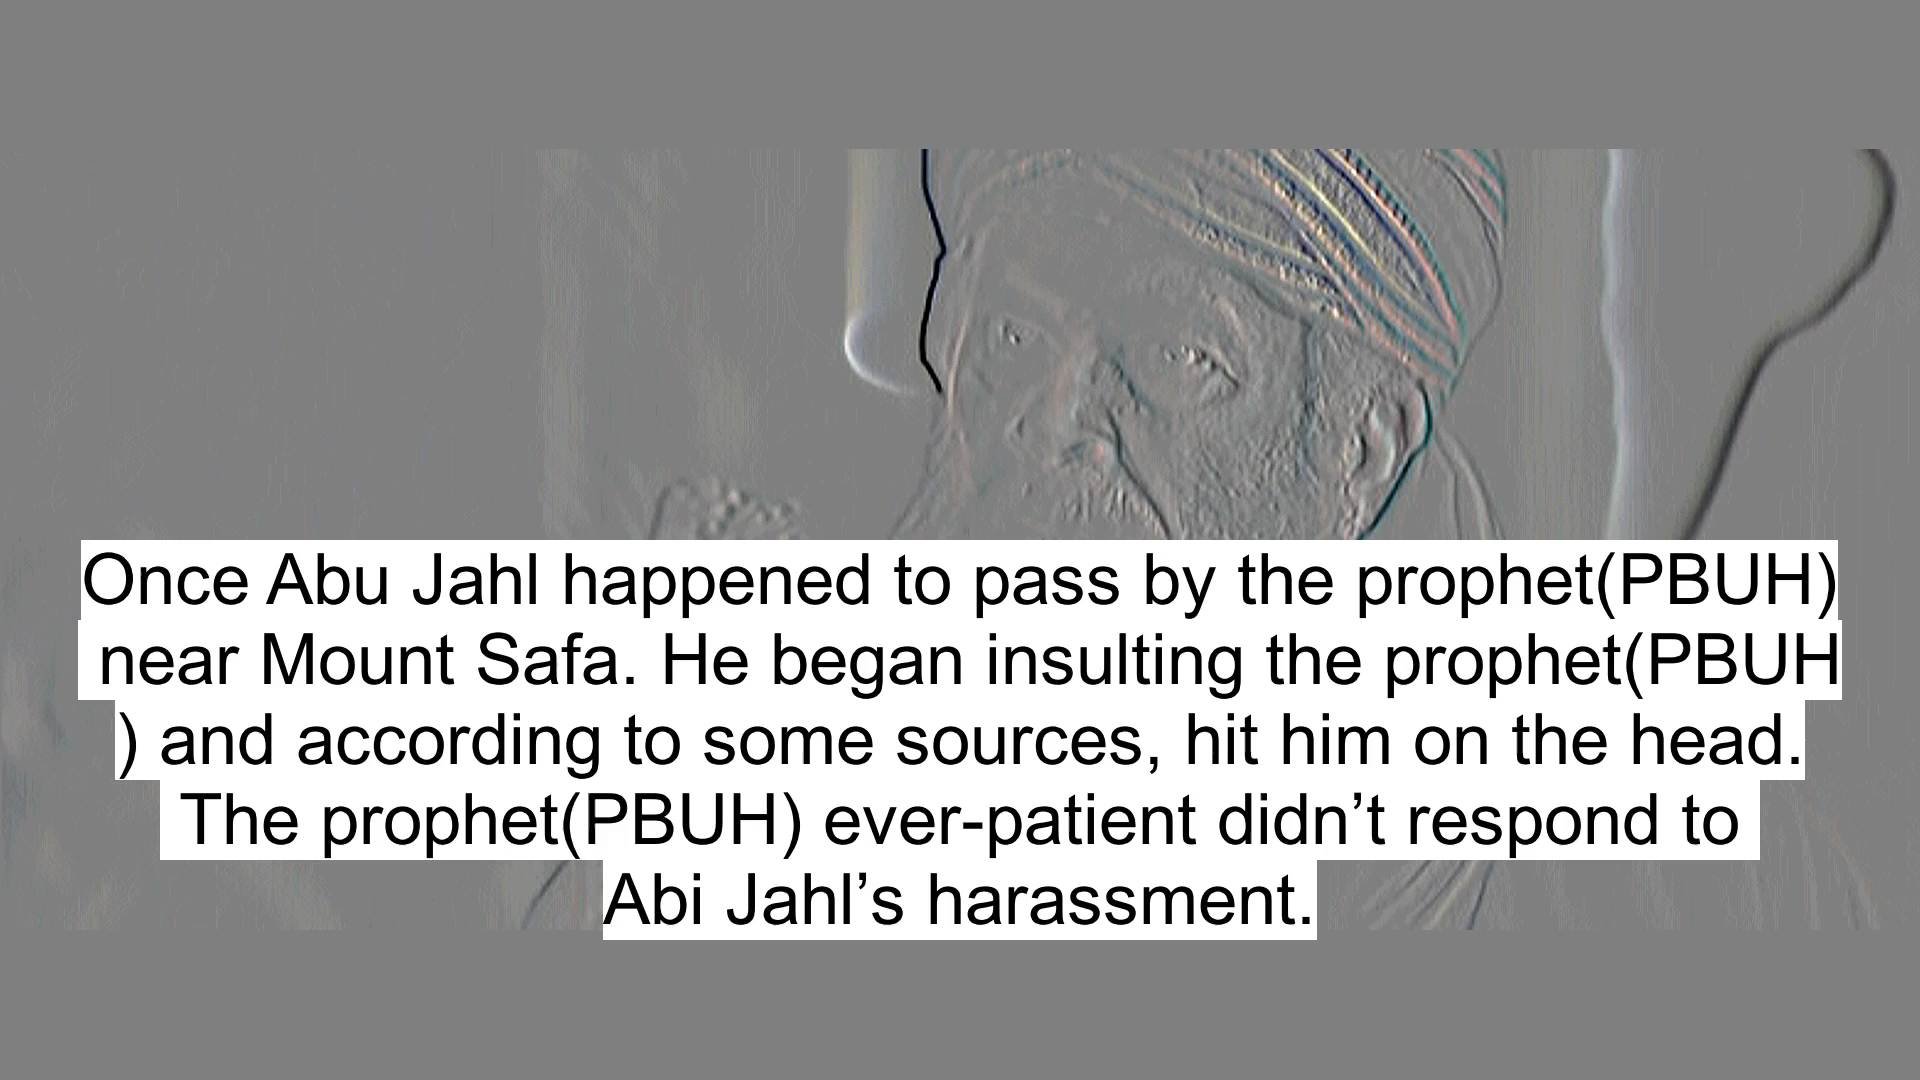 Once Abu Jahl happened to pass by the prophet(PBUH)
near Mount Safa. He began insulting the prophet(PBUH
) and according to some sources, hit him on the head.
The prophet(PBUH) ever-patient didn’t respond to
Abi Jahl’s harassment.